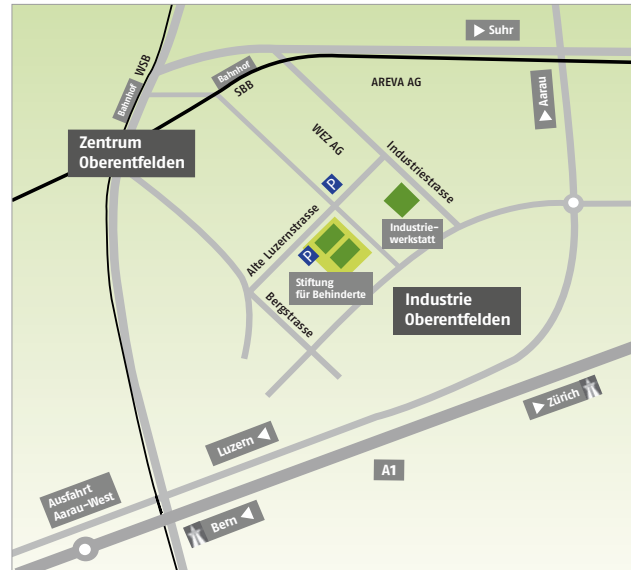 Suhr
Bahnhof
WSB
Bahnhof
SBB
AREVA AG
Aarau
WEZ AG
Zentrum
Oberentfelden
Industriestrasse
P
Alte Luzernstrasse
Industrie-
werkstatt
P
Stiftung
für Behinderte
Bergstrasse
Industrie
Oberentfelden
Zürich
Luzern
A1
Ausfahrt
Aarau-West
Bern